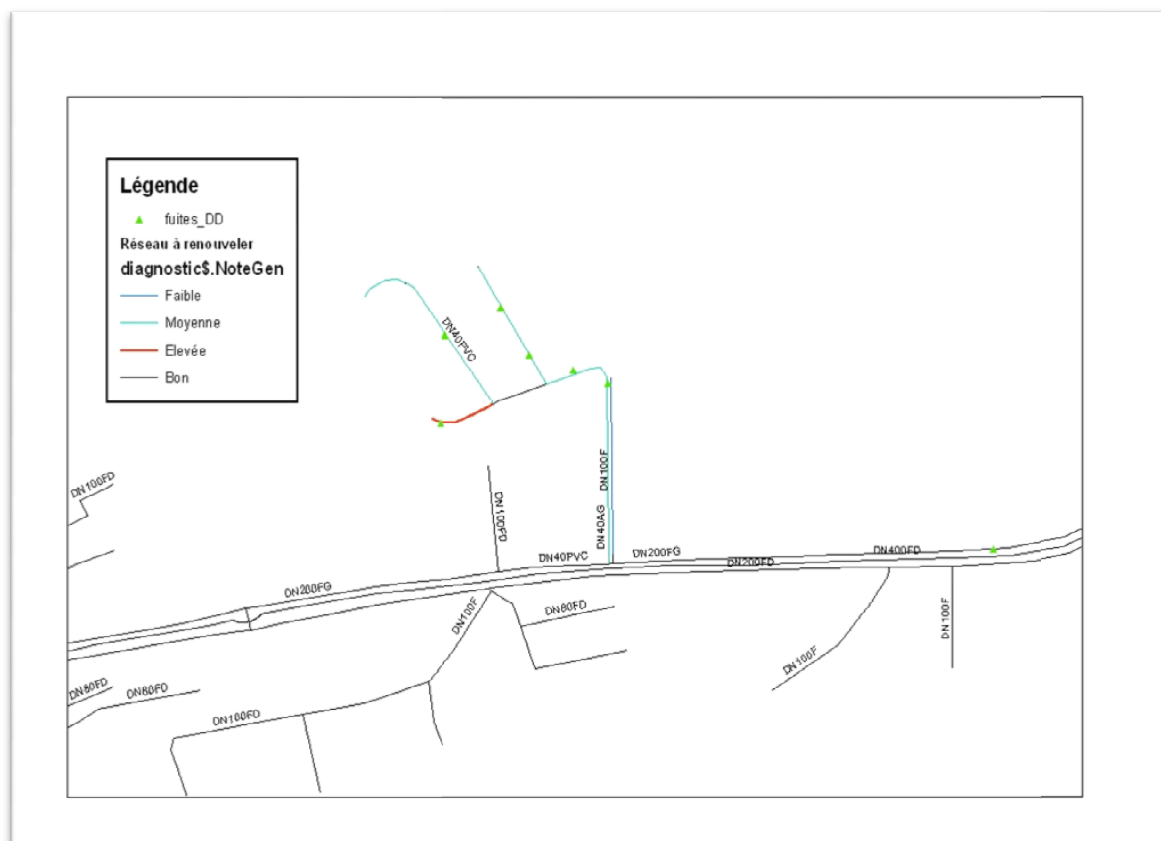 Légende
fuites_DD
Réseau à renouveler
diagnostic$.NoteGen
Faible
Moyenne
Elevée
Bon
DN40PVC
DN100F
DN100FD
DN100FD
DN40AG
DN40PVC
DN200FG
DN400FD
DN200FD
DN200FG
DN100F
DN80FD
DN100F
DN100F
DN80FD
DN80FD
DN100FD